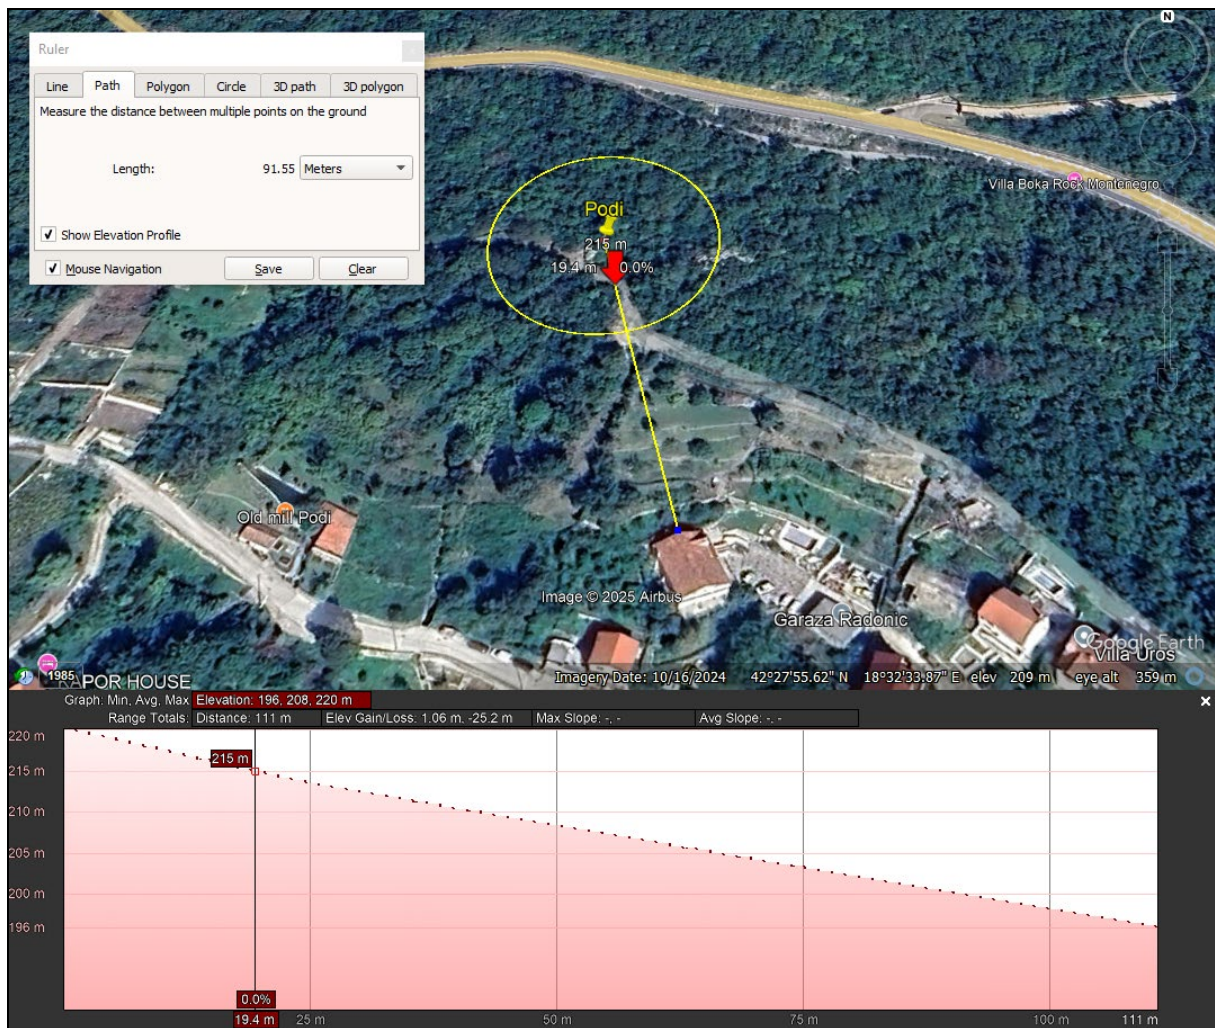 Ruler
Line Path Polygon Circle 3D path 3D polygon
Measure the distance between multiple points on the ground
Length: 91.55 Meters
Show Elevation Profile
Mouse Navigation Save Clear
N
Villa Boka Rock Montenegro
Podi
215 m
19.4 m 0.0%
Old mill Podi
Image © 2025 Airbus
Garaza Radonic
Google Earth
Villa Uros
1985
POR HOUSE
Imagery Date: 10/16/2024 42°27'55.62" N 18°32'33.87" E elev 209 m eye alt 359 m
Graph: Min, Avg, Max Elevation: 196, 208, 220 m
Range Totals: Distance: 111 m Elev Gain/Loss: 1.06 m, -25.2 m Max Slope: -, - Avg Slope: -, -
220 m
215 m
215 m
210 m
205 m
200 m
196 m
0.0%
19.4 m 25 m 50 m 75 m 100 m 111 m